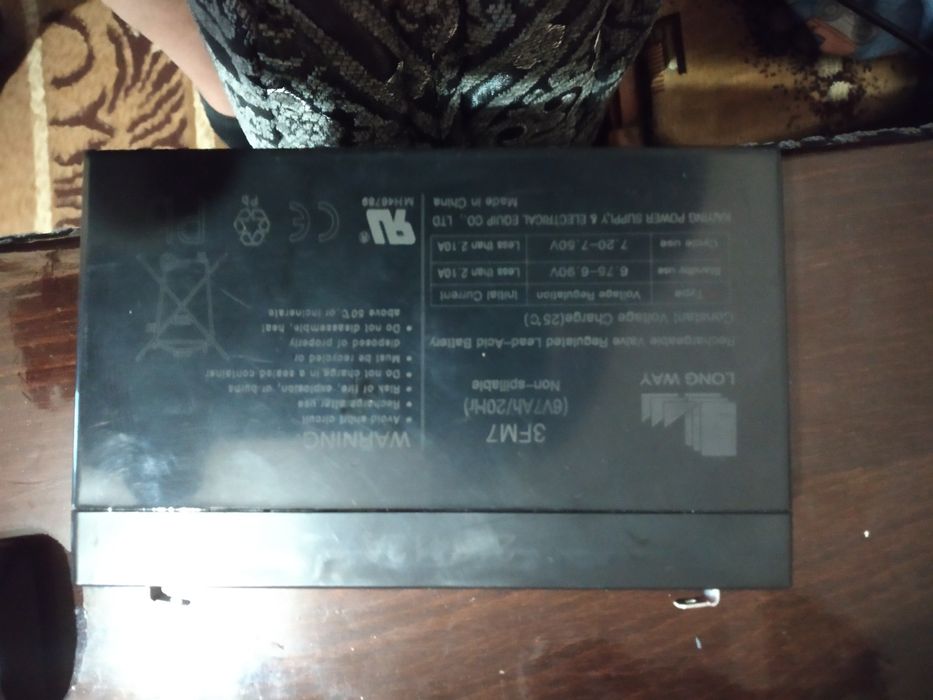 LONG WAY
3FM7
(6V7Ah/20Hr)
Non-spillable
Rechargeable Valve Regulated Lead-Acid Battery
Constant Voltage Charge(25°C)
Type Voltage Regulation Initial Current
Standby use 6.75-6.90V Less than 2.10A
Cycle use 7.20-7.50V Less than 2.10A
KAIYING POWER SUPPLY & ELECTRICAL EQUIP CO., LTD
Made in China
WARNING:
• Avoid short circuit
• Recharge after use
• Risk of fire, explosion, or burns
• Do not charge in a sealed container
• Must be recycled or
disposed of properly
• Do not disassemble, heat
above 50°C, or incinerate
MH46789
CE
Pb